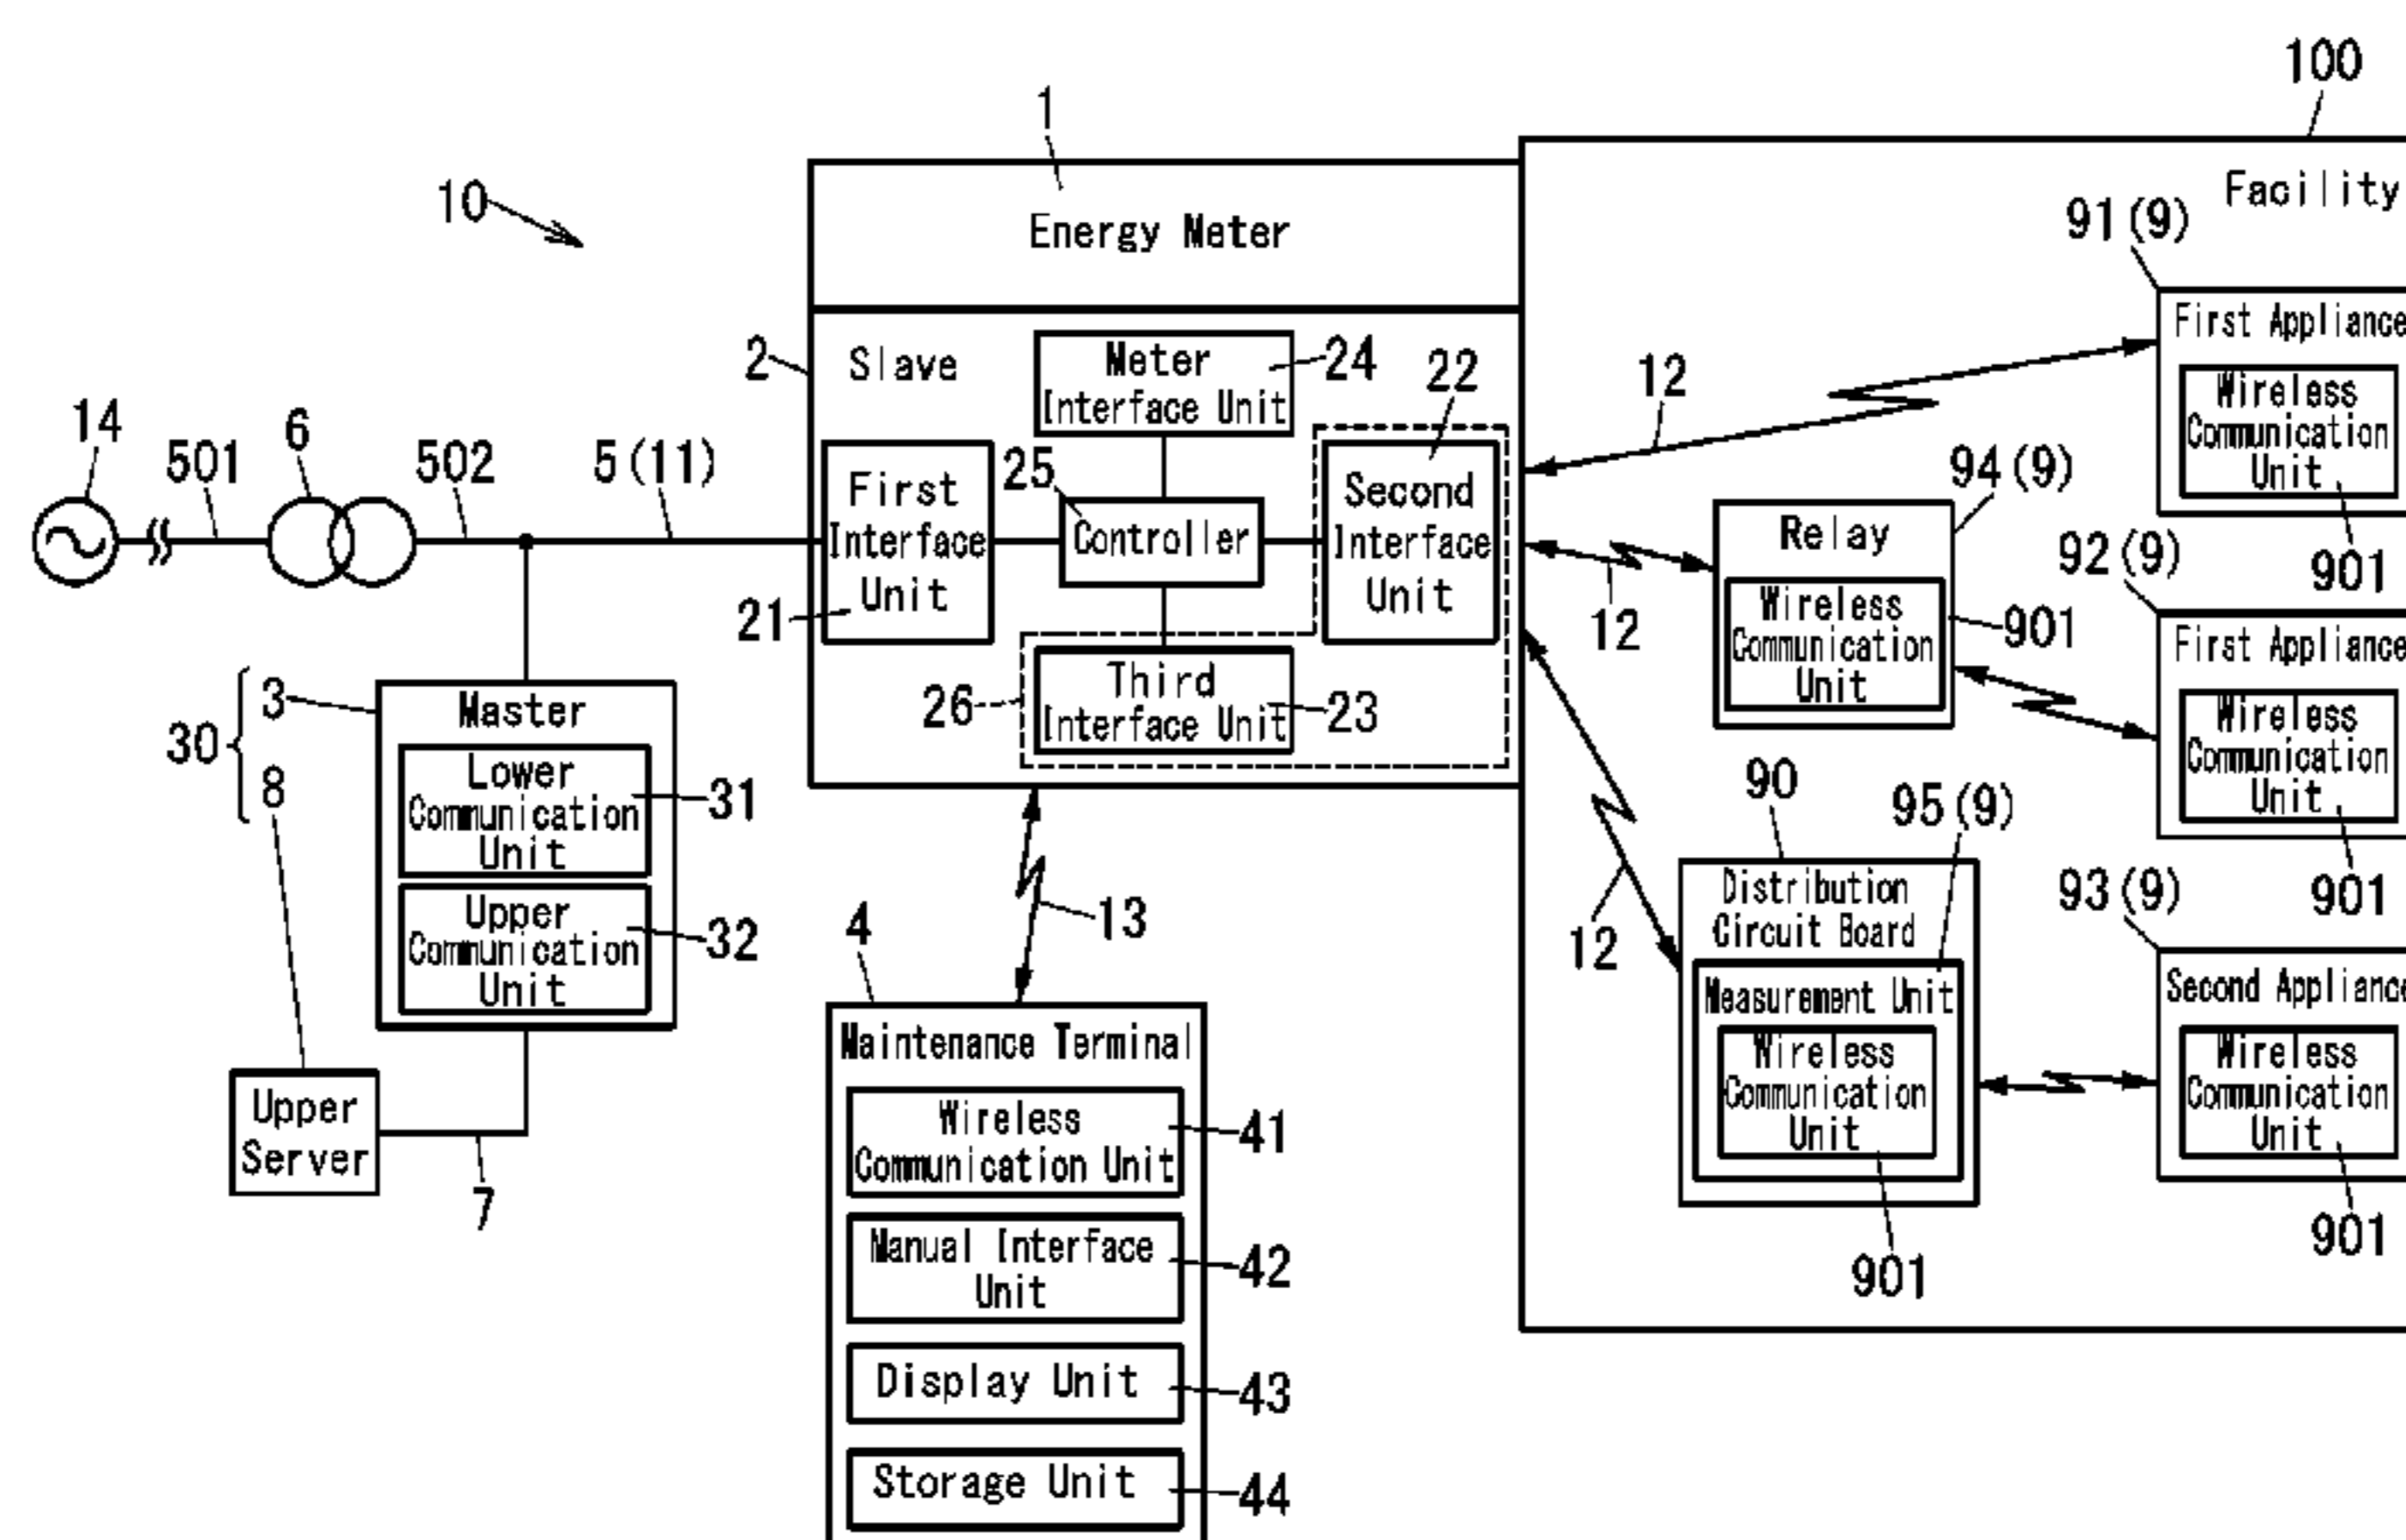 100
1
Facility
10
Energy Meter
91(9)
First Appliance
Wireless
Communication
Unit
901
2
Slave
Meter
Interface Unit
24
22
12
14
501
6
502
5(11)
First
Interface
Unit
21
25
Controller
Second
Interface
Unit
94(9)
Relay
Wireless
Communication
Unit
901
12
92(9)
First Appliance
Wireless
Communication
Unit
901
26
Third
Interface Unit
23
30
3
8
Master
Lower
Communication
Unit
31
Upper
Communication
Unit
32
Upper
Server
7
13
4
Maintenance Terminal
Wireless
Communication Unit
41
Manual Interface
Unit
42
Display Unit
43
Storage Unit
44
12
90
95(9)
Distribution
Circuit Board
Measurement Unit
Wireless
Communication
Unit
901
93(9)
Second Appliance
Wireless
Communication
Unit
901